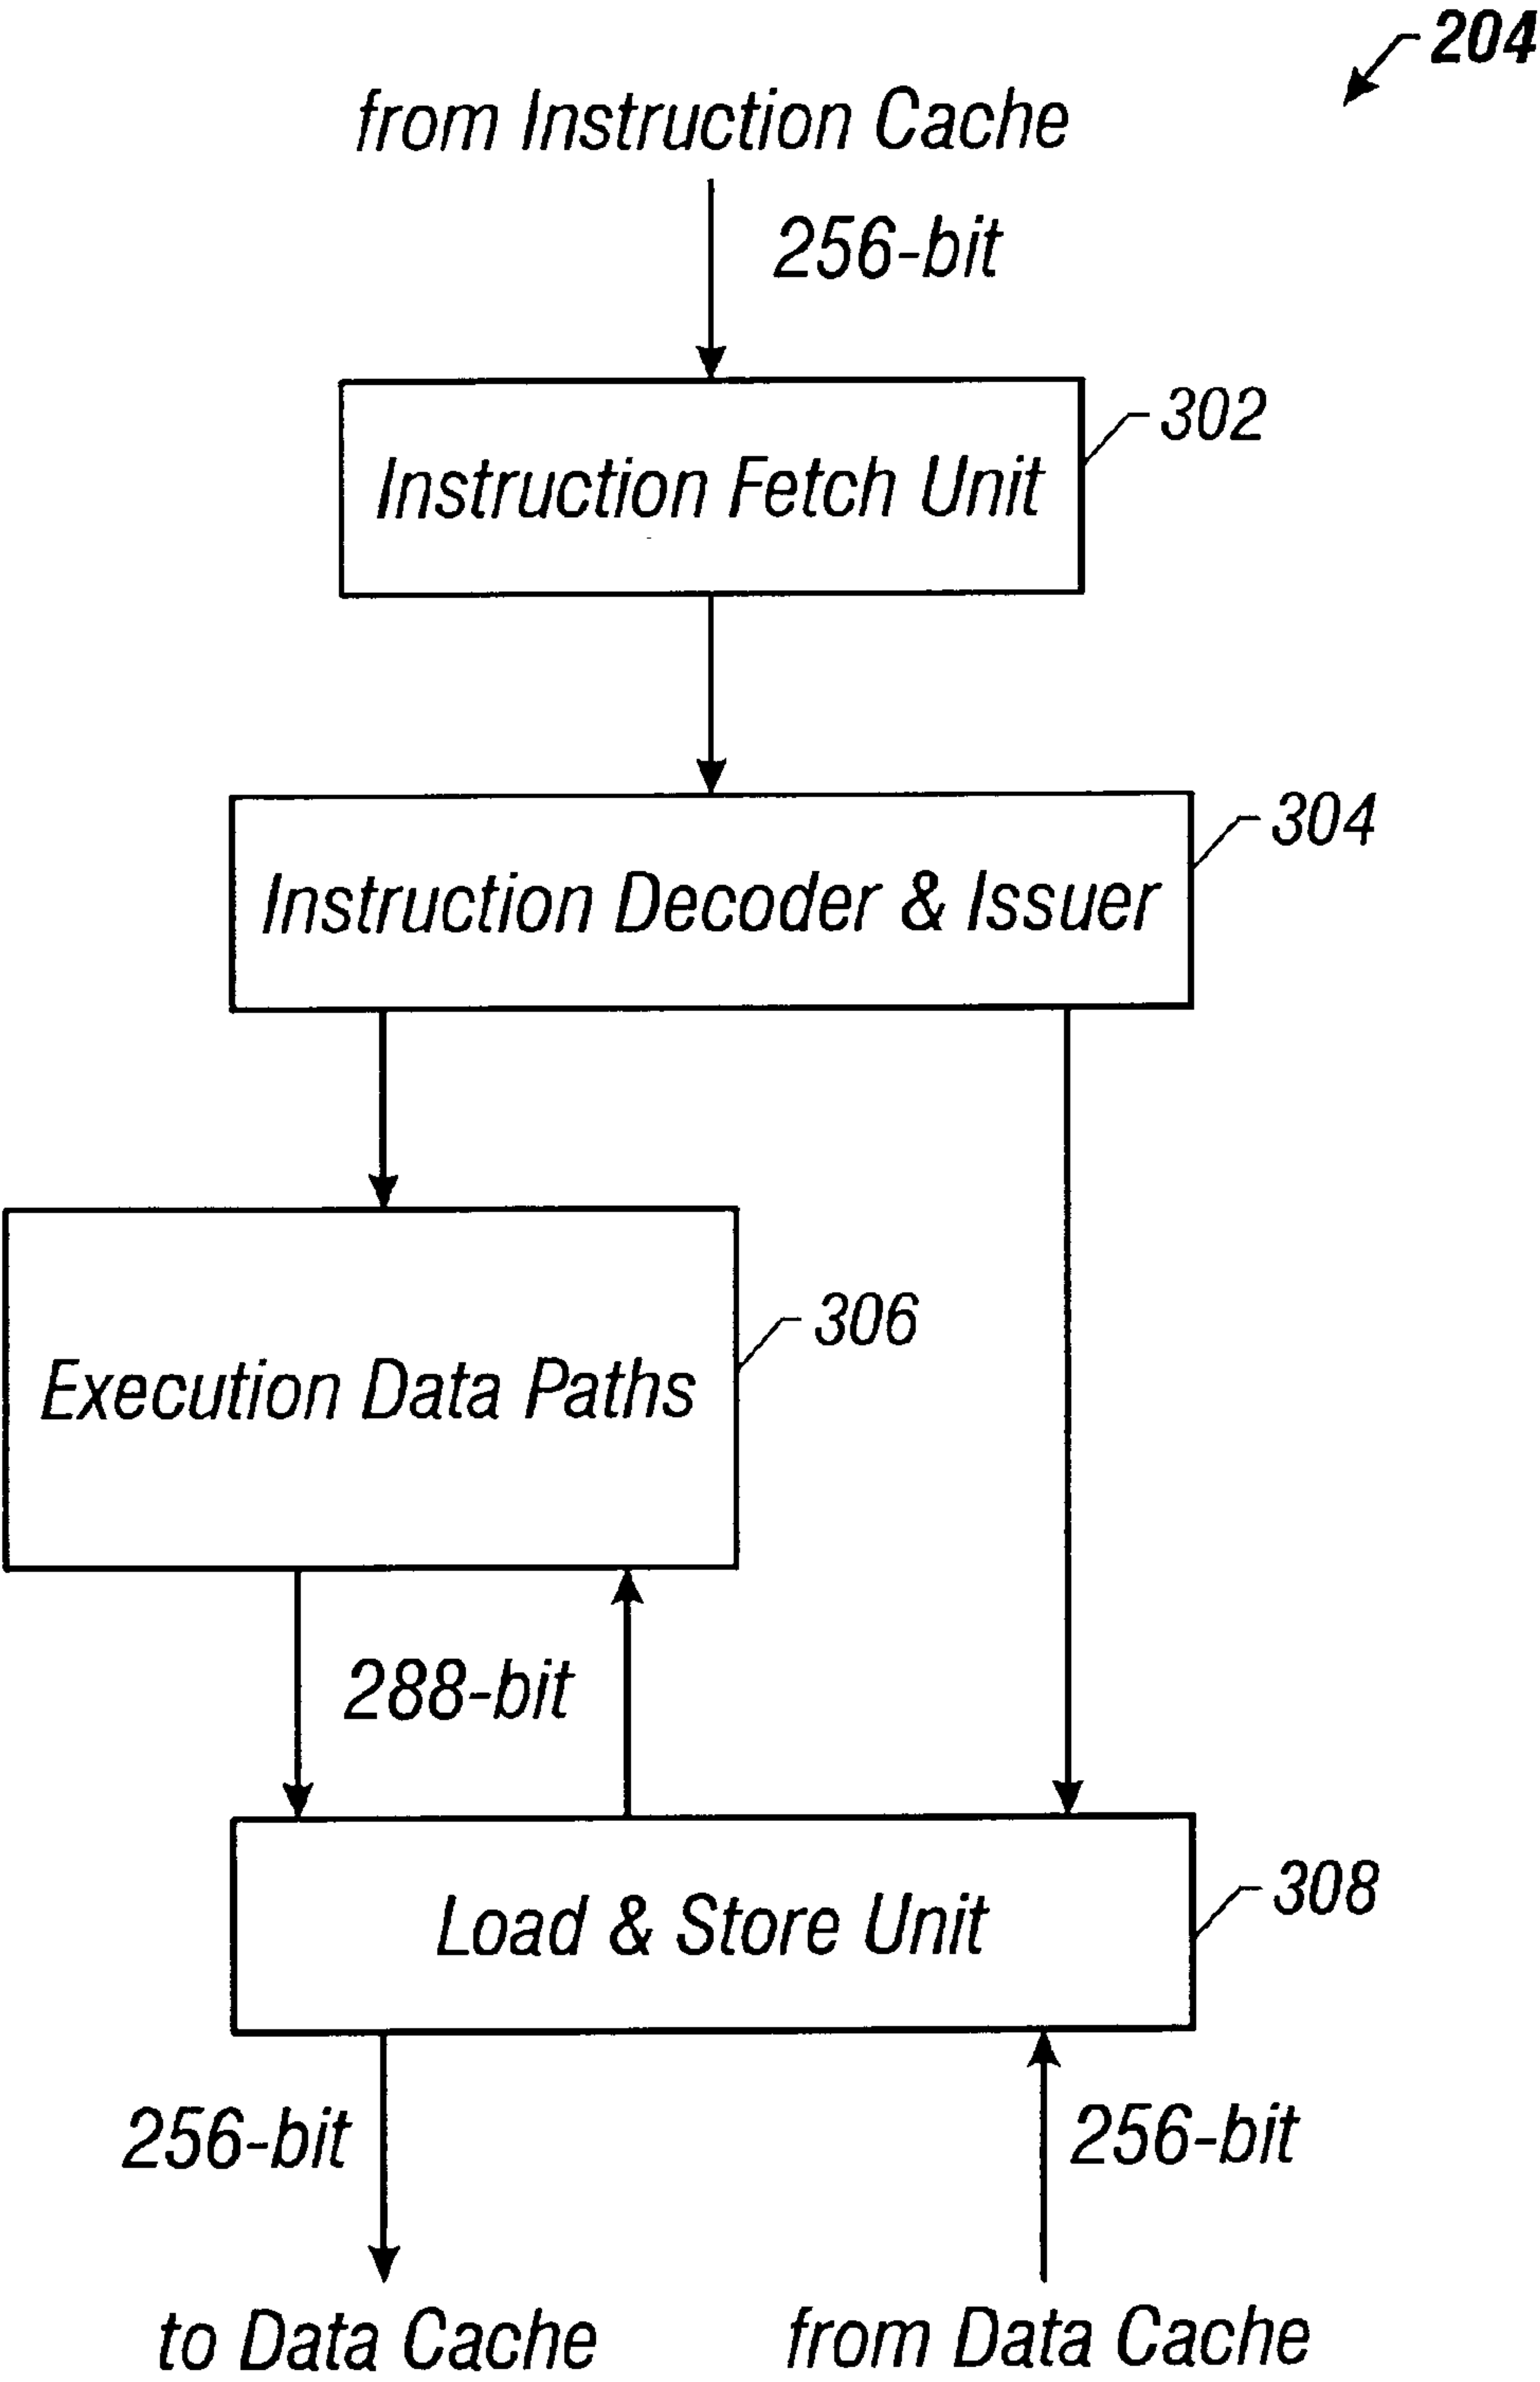 204
from Instruction Cache
256-bit
302
Instruction Fetch Unit
304
Instruction Decoder & Issuer
306
Execution Data Paths
288-bit
308
Load & Store Unit
256-bit
256-bit
to Data Cache
from Data Cache